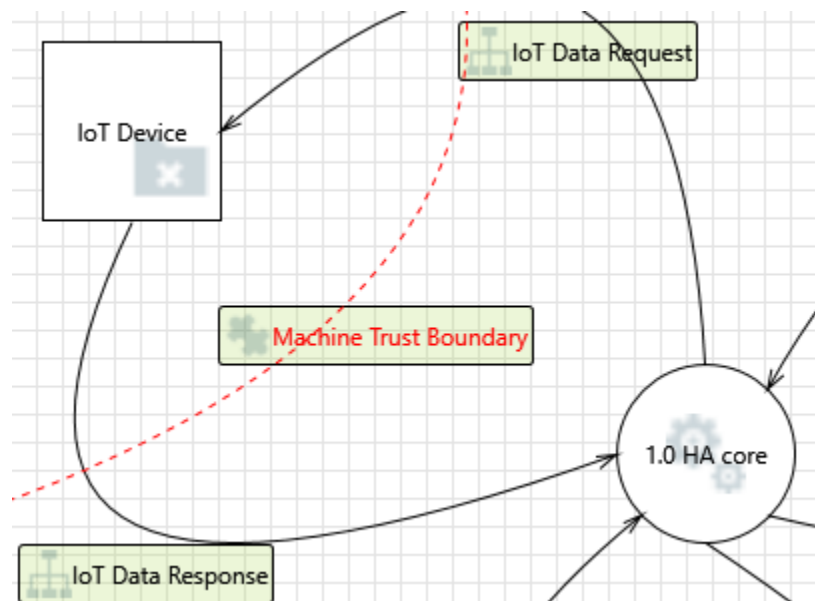 IoT Data Request
IoT Device
Machine Trust Boundary
1.0 HA core
IoT Data Response